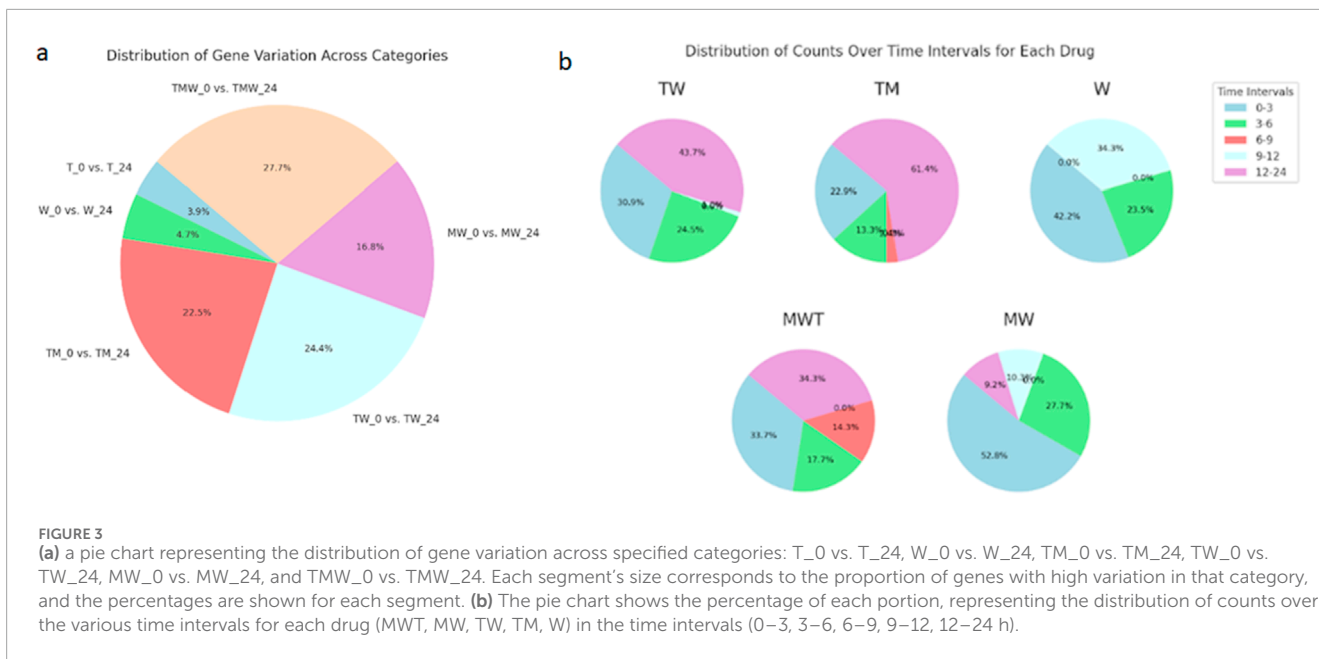 a
Distribution of Gene Variation Across Categories
TMW_0 vs. TMW_24
27.7%
T_0 vs. T_24
3.9%
W_0 vs. W_24
4.7%
MW_0 vs. MW_24
16.8%
22.5%
TM_0 vs. TM_24
24.4%
TW_0 vs. TW_24
b
Distribution of Counts Over Time Intervals for Each Drug
TW
43.7%
30.9%
24.5%
TM
61.4%
22.9%
13.3%
W
34.3%
0.0%
0.0%
42.2%
23.5%
Time Intervals
0-3
3-6
6-9
9-12
12-24
MWT
34.3%
0.0%
33.7%
14.3%
17.7%
MW
9.2%
27.7%
52.8%
FIGURE 3
(a) a pie chart representing the distribution of gene variation across specified categories: T_0 vs. T_24, W_0 vs. W_24, TM_0 vs. TM_24, TW_0 vs.
TW_24, MW_0 vs. MW_24, and TMW_0 vs. TMW_24. Each segment's size corresponds to the proportion of genes with high variation in that category,
and the percentages are shown for each segment. (b) The pie chart shows the percentage of each portion, representing the distribution of counts over
the various time intervals for each drug (MWT, MW, TW, TM, W) in the time intervals (0–3, 3–6, 6–9, 9–12, 12–24 h).